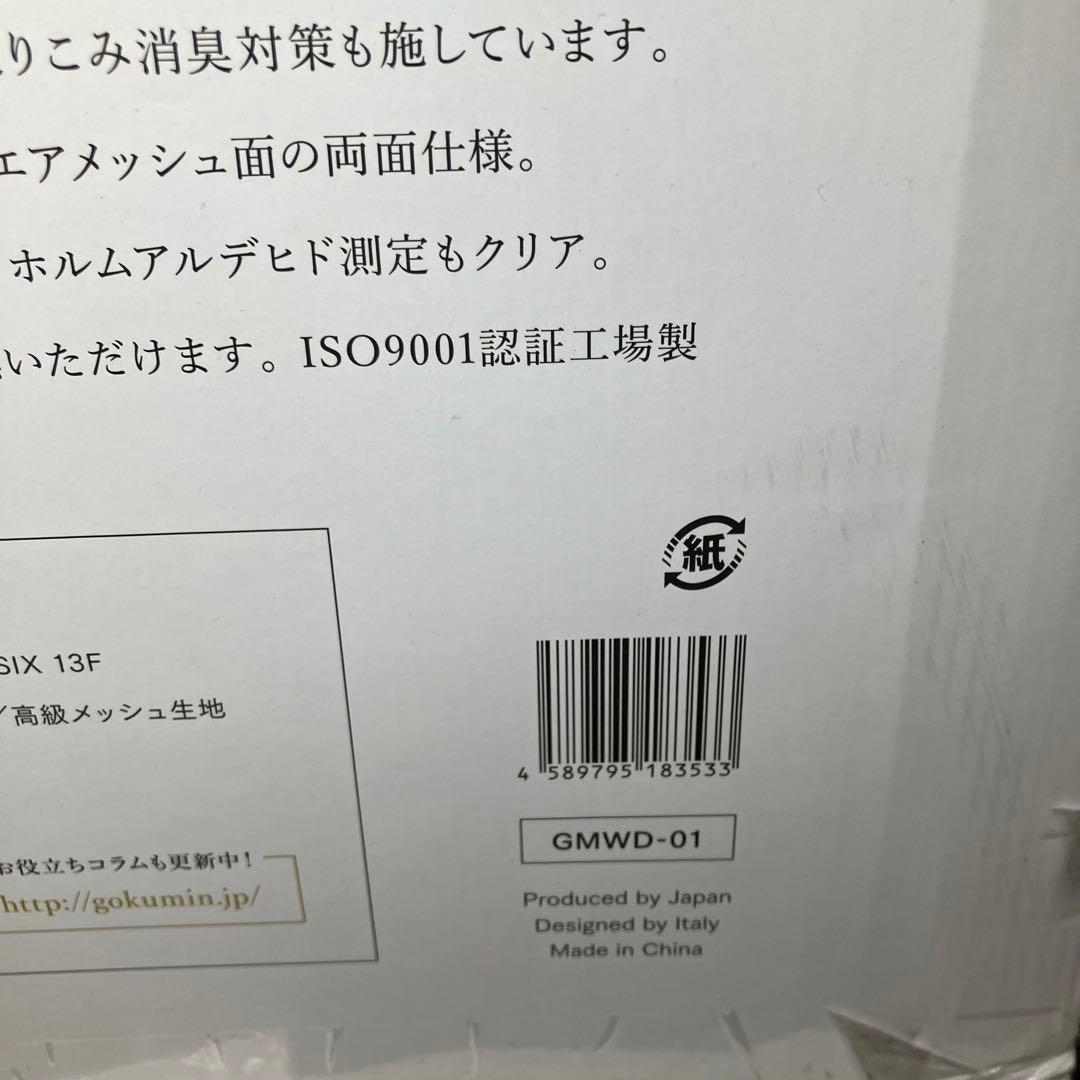 りこみ消臭対策も施しています。
エアメッシュ面の両面仕様。
ホルムアルデヒド測定もクリア。
いただけます。ISO9001認証工場製
紙
SIX 13F
/高級メッシュ生地
4 589795 183533
GMWD-01
お役立ちコラムも更新中!
http://gokumin.jp/
Produced by Japan
Designed by Italy
Made in China